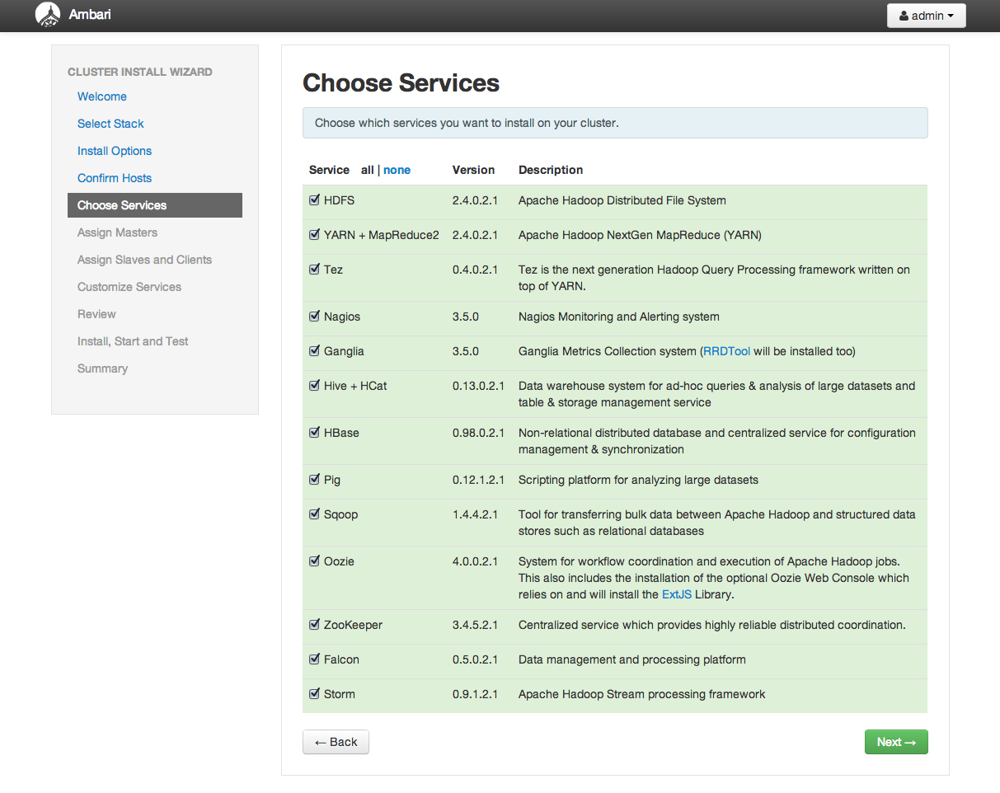 Ambari
admin
CLUSTER INSTALL WIZARD
Welcome
Select Stack
Install Options
Confirm Hosts
Choose Services
Assign Masters
Assign Slaves and Clients
Customize Services
Review
Install, Start and Test
Summary
Choose Services
Choose which services you want to install on your cluster.
Service all | none Version Description
HDFS 2.4.0.2.1 Apache Hadoop Distributed File System
YARN + MapReduce2 2.4.0.2.1 Apache Hadoop NextGen MapReduce (YARN)
Tez 0.4.0.2.1 Tez is the next generation Hadoop Query Processing framework written on
top of YARN.
Nagios 3.5.0 Nagios Monitoring and Alerting system
Ganglia 3.5.0 Ganglia Metrics Collection system (RRDTool will be installed too)
Hive + HCat 0.13.0.2.1 Data warehouse system for ad-hoc queries & analysis of large datasets and
table & storage management service
HBase 0.98.0.2.1 Non-relational distributed database and centralized service for configuration
management & synchronization
Pig 0.12.1.2.1 Scripting platform for analyzing large datasets
Sqoop 1.4.4.2.1 Tool for transferring bulk data between Apache Hadoop and structured data
stores such as relational databases
Oozie 4.0.0.2.1 System for workflow coordination and execution of Apache Hadoop jobs.
This also includes the installation of the optional Oozie Web Console which
relies on and will install the ExtJS Library.
ZooKeeper 3.4.5.2.1 Centralized service which provides highly reliable distributed coordination.
Falcon 0.5.0.2.1 Data management and processing platform
Storm 0.9.1.2.1 Apache Hadoop Stream processing framework
← Back
Next →